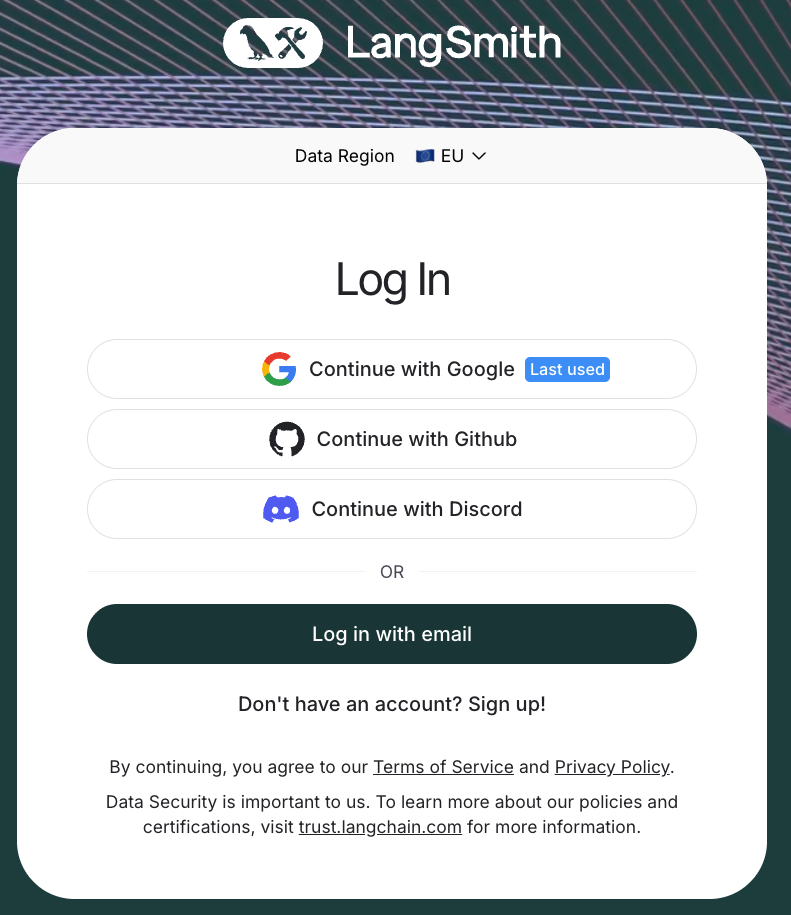 LangSmith
Data Region 🇪🇺 EU
Log In
Continue with Google Last used
Continue with Github
Continue with Discord
OR
Log in with email
Don't have an account? Sign up!
By continuing, you agree to our Terms of Service and Privacy Policy.
Data Security is important to us. To learn more about our policies and
certifications, visit trust.langchain.com for more information.